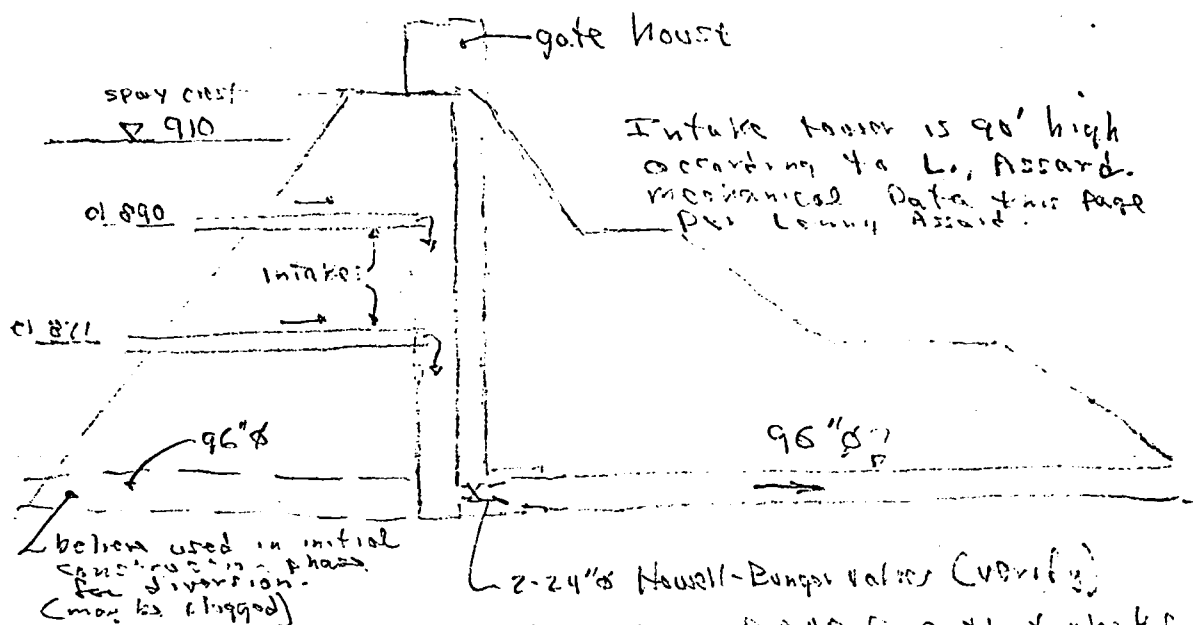 gate house
spwy crest
910
Intake tower is 90' high
according to L. Assard.
Mechanical Data this page
Per Lenny Assard.
el 890
Intakes
el 871
96"Ø
96"Ø?
believe used in initial
construction phase
for diversion.
(may be plugged)
2-24"Ø Howell-Bunger valves (verify)